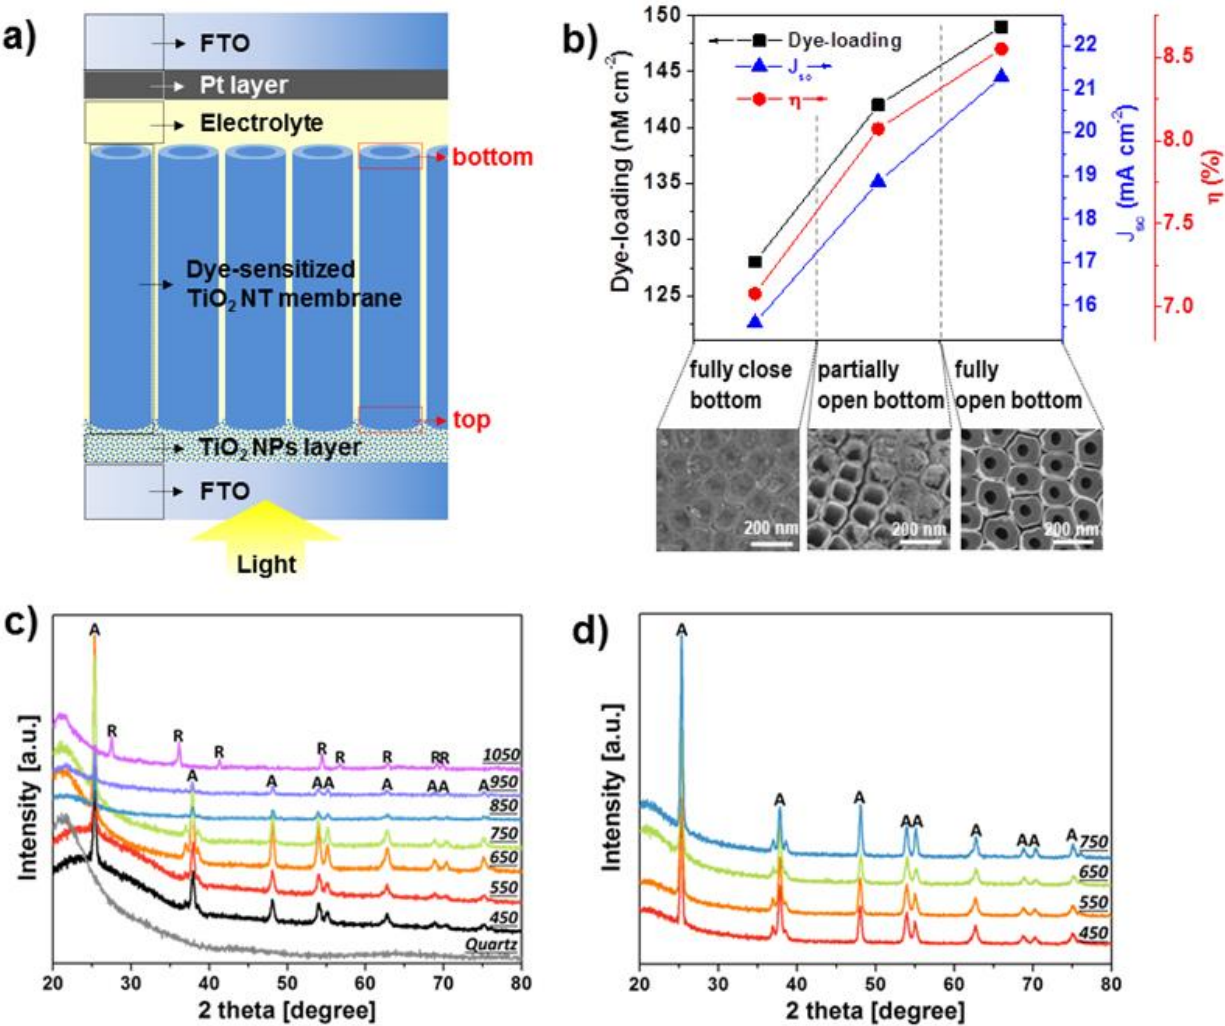 a)
FTO
Pt layer
Electrolyte
bottom
Dye-sensitized
TiO₂ NT membrane
top
TiO₂ NPs layer
FTO
Light
b)
Dye-loading (nM cm⁻²)
150
145
140
135
130
125
Dye-loading
Jsc
η
22
21
20
19
18
17
16
Jsc (mA cm⁻²)
8.5
8.0
7.5
7.0
η (%)
fully close
bottom
partially
open bottom
fully
open bottom
200 nm
200 nm
200 nm
c)
Intensity [a.u.]
A
R
R
R
R
R
R
RR
1050
A
A
AA
A
AA
A
950
850
750
650
550
450
Quartz
20
30
40
50
60
70
80
2 theta [degree]
d)
Intensity [a.u.]
A
A
A
AA
A
AA
A
750
650
550
450
20
30
40
50
60
70
80
2 theta [degree]